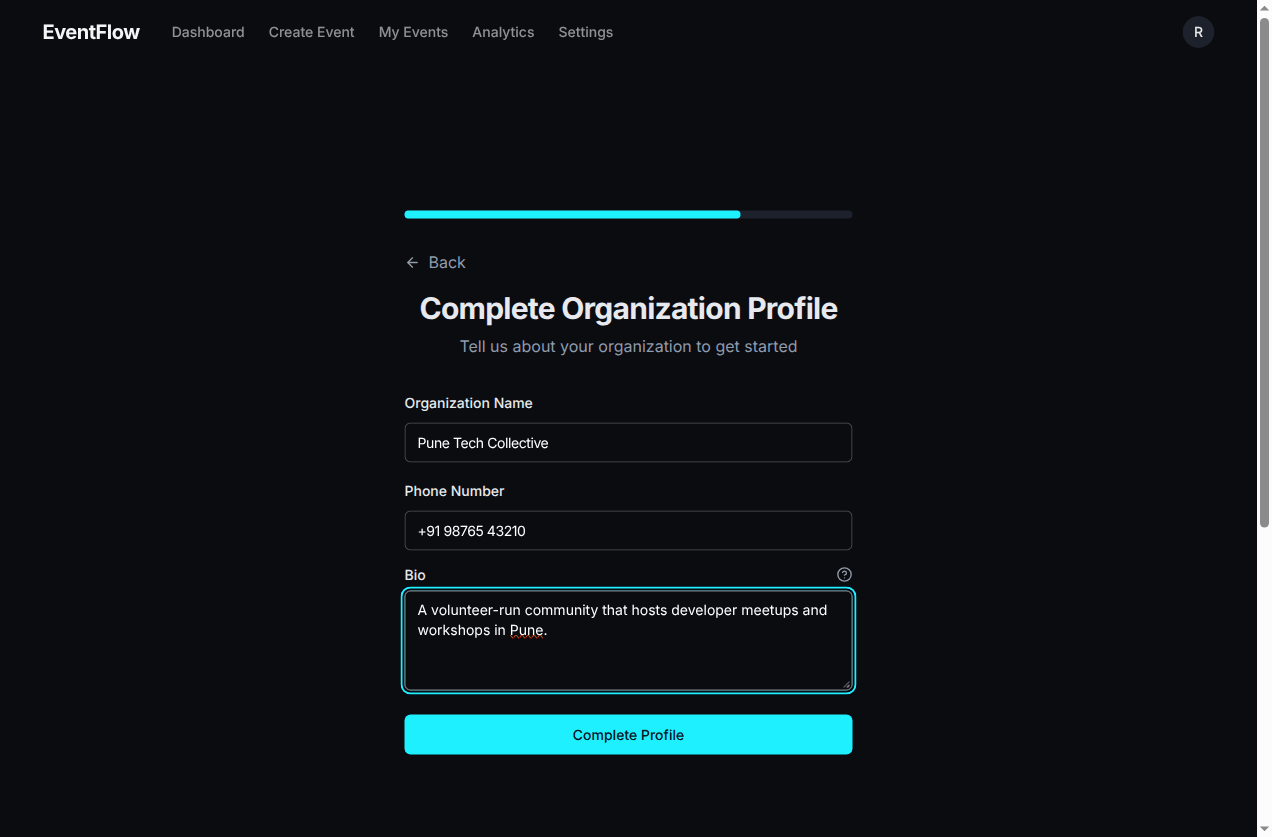 EventFlow Dashboard Create Event My Events Analytics Settings R
Back
Complete Organization Profile
Tell us about your organization to get started
Organization Name
Pune Tech Collective
Phone Number
+91 98765 43210
Bio
A volunteer-run community that hosts developer meetups and
workshops in Pune.
Complete Profile